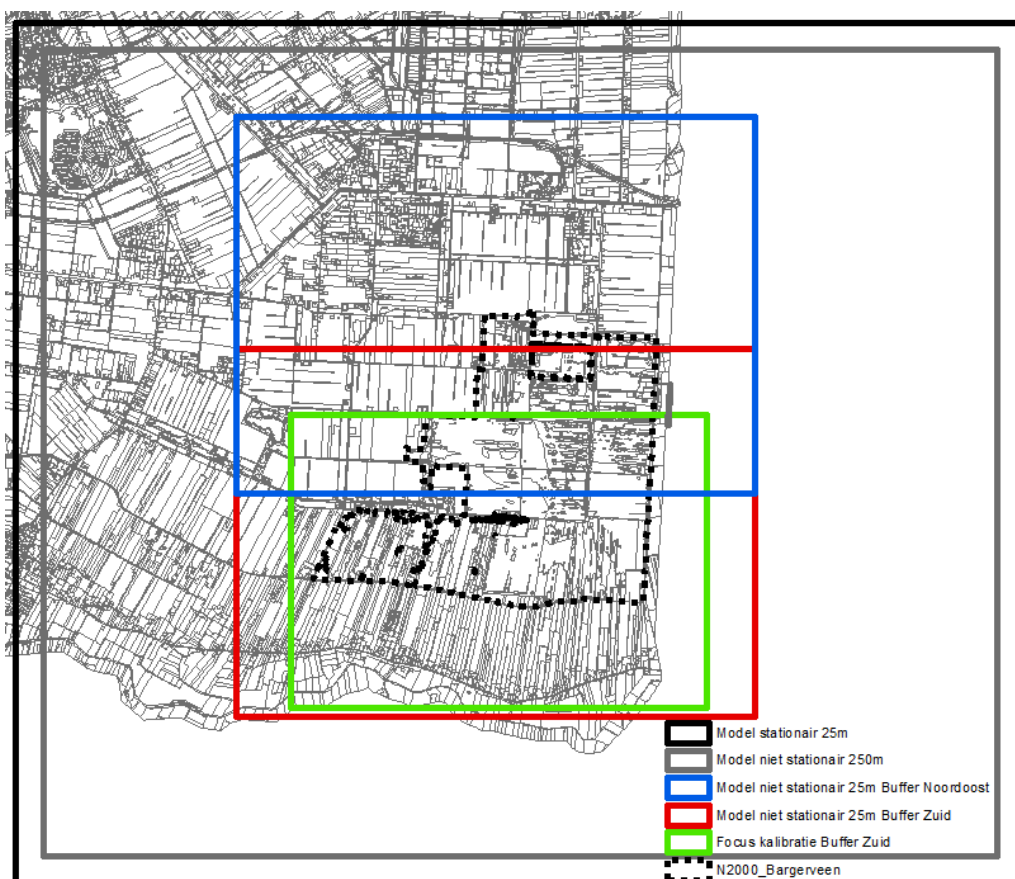 Model stationair 25m
Model niet stationair 250m
Model niet stationair 25m Buffer Noordoost
Model niet stationair 25m Buffer Zuid
Focus kalibratie Buffer Zuid
N2000_Bargerveen